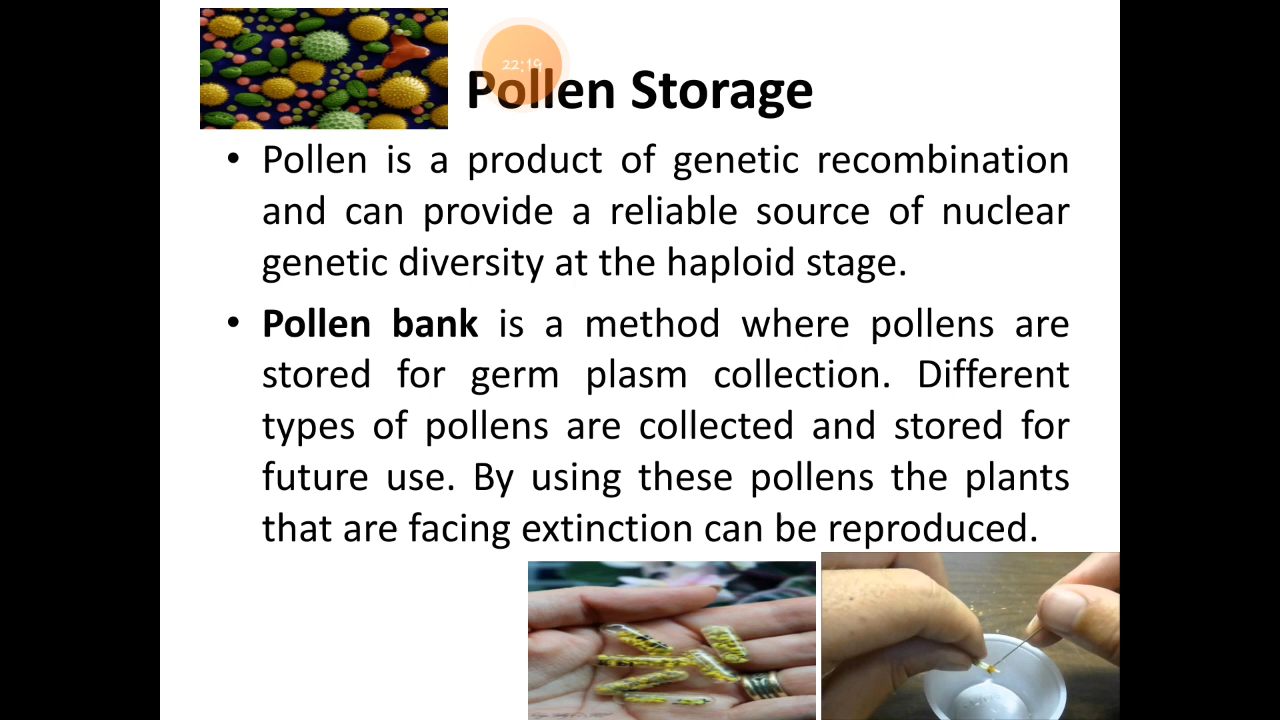 22:19
Pollen Storage
• Pollen is a product of genetic recombination
and can provide a reliable source of nuclear
genetic diversity at the haploid stage.
• Pollen bank is a method where pollens are
stored for germ plasm collection. Different
types of pollens are collected and stored for
future use. By using these pollens the plants
that are facing extinction can be reproduced.